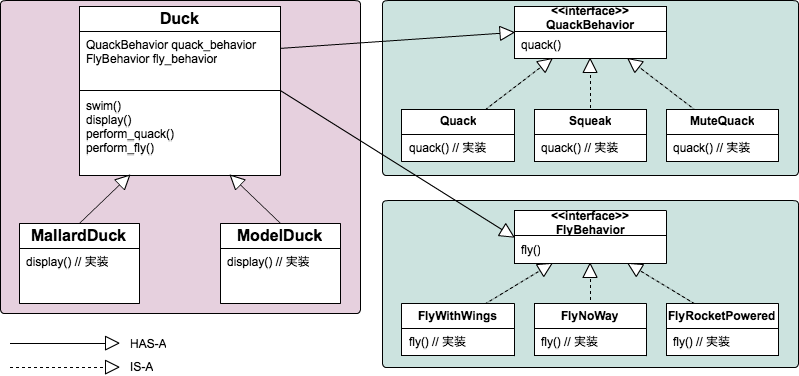 Duck
QuackBehavior quack_behavior
FlyBehavior fly_behavior
swim()
display()
perform_quack()
perform_fly()
MallardDuck
display() // 実装
ModelDuck
display() // 実装
<<interface>>
QuackBehavior
quack()
Quack
quack() // 実装
Squeak
quack() // 実装
MuteQuack
quack() // 実装
<<interface>>
FlyBehavior
fly()
FlyWithWings
fly() // 実装
FlyNoWay
fly() // 実装
FlyRocketPowered
fly() // 実装
HAS-A
IS-A